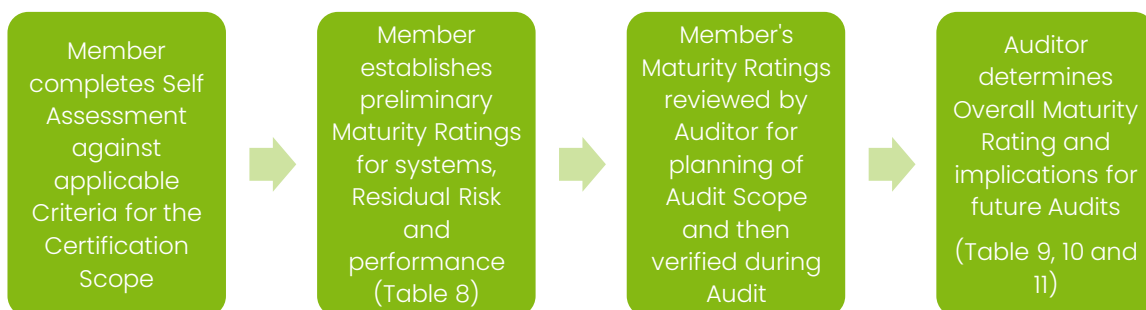 Member
completes Self
Assessment
against
applicable
Criteria for the
Certification
Scope
Member
establishes
preliminary
Maturity Ratings
for systems,
Residual Risk
and
performance
(Table 8)
Member's
Maturity Ratings
reviewed by
Auditor for
planning of
Audit Scope
and then
verified during
Audit
Auditor
determines
Overall Maturity
Rating and
implications for
future Audits
(Table 9, 10 and
11)